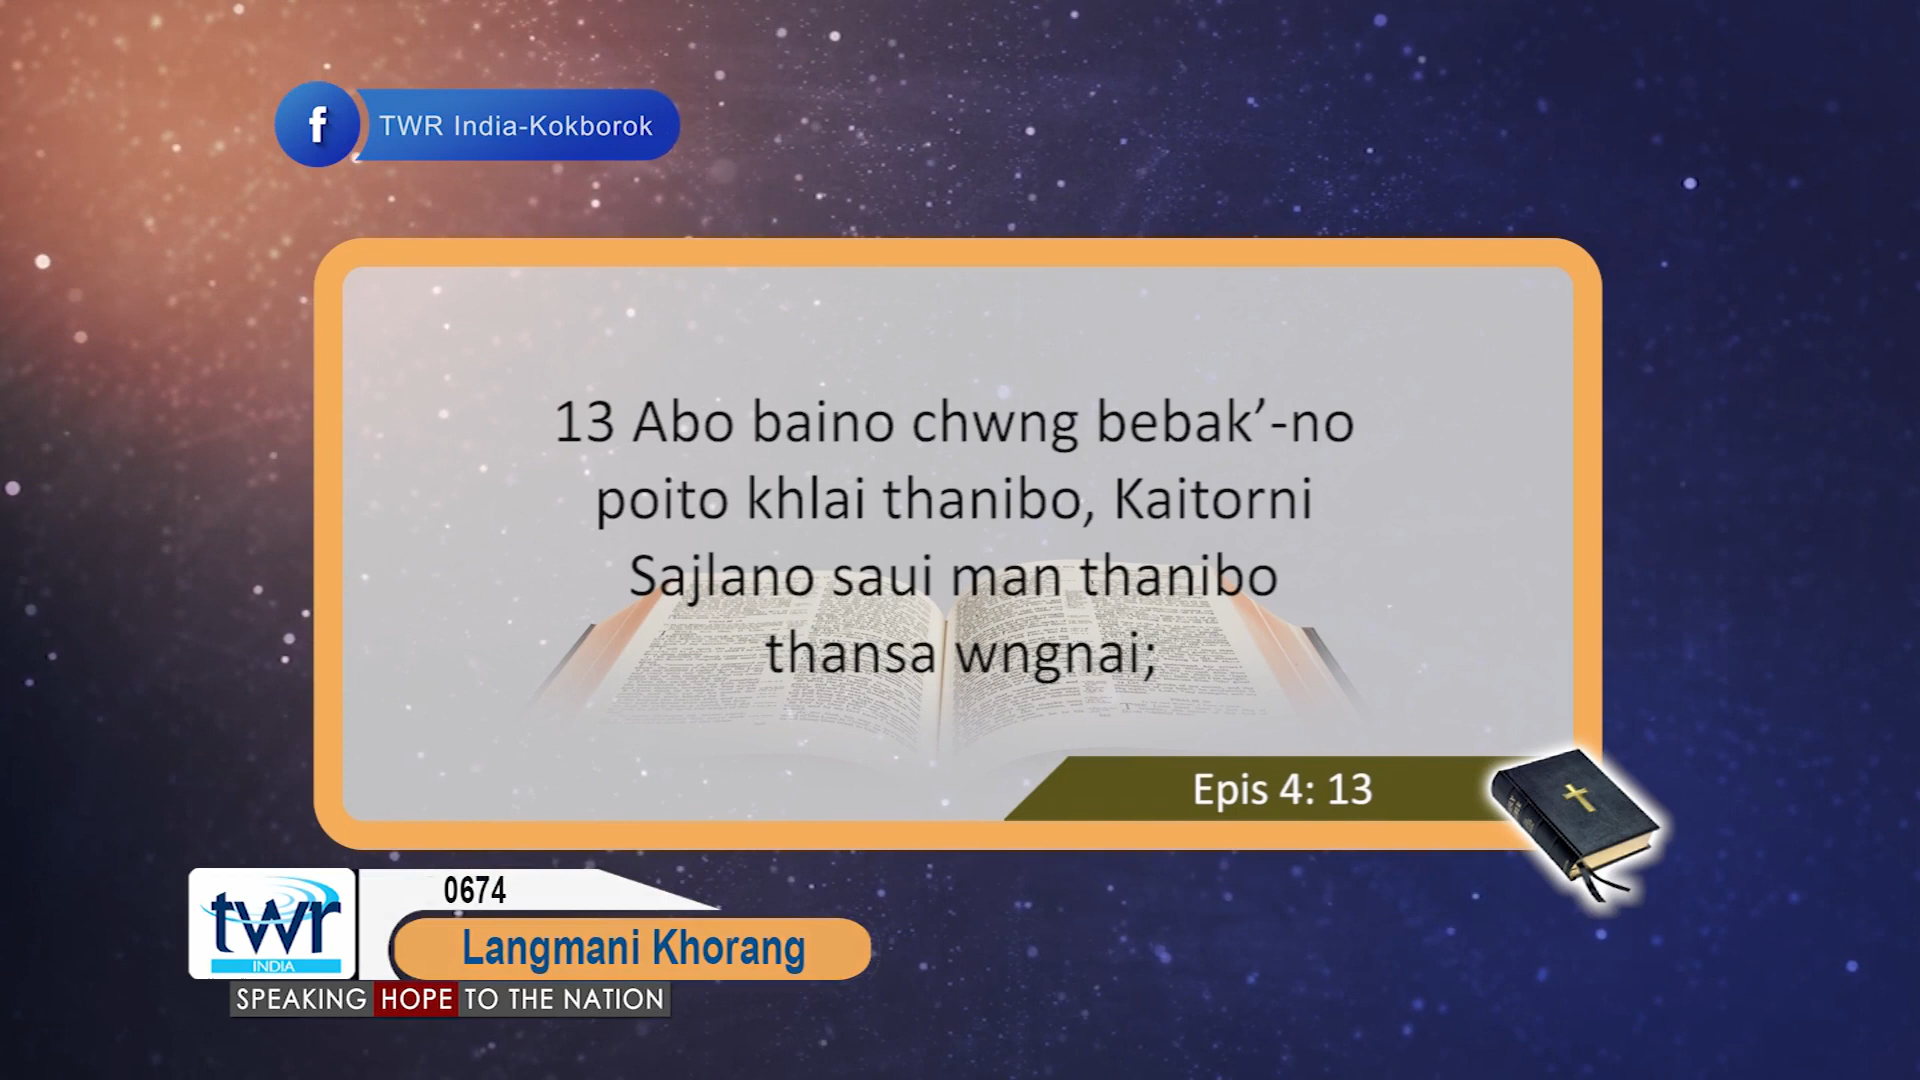 f
TWR India-Kokborok
13 Abo baino chwng bebak’-no
poito khlai thanibo, Kaitorni
Sajlano saui man thanibo
thansa wngnai;
Epis 4: 13
0674
twr
INDIA
Langmani Khorang
SPEAKING HOPE TO THE NATION